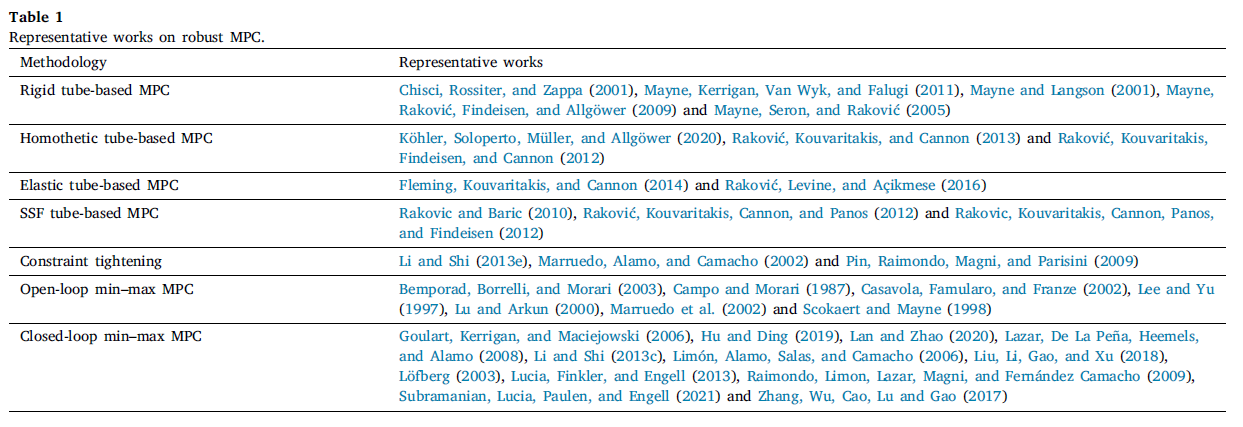 Table 1
Representative works on robust MPC.
Methodology Representative works
Rigid tube-based MPC Chisci, Rossiter, and Zappa (2001), Mayne, Kerrigan, Van Wyk, and Falugi (2011), Mayne and Langson (2001), Mayne,
Raković, Findeisen, and Allgöwer (2009) and Mayne, Seron, and Raković (2005)
Homothetic tube-based MPC Köhler, Soloperto, Müller, and Allgöwer (2020), Raković, Kouvaritakis, and Cannon (2013) and Raković, Kouvaritakis,
Findeisen, and Cannon (2012)
Elastic tube-based MPC Fleming, Kouvaritakis, and Cannon (2014) and Raković, Levine, and Açikmese (2016)
SSF tube-based MPC Rakovic and Baric (2010), Raković, Kouvaritakis, Cannon, and Panos (2012) and Rakovic, Kouvaritakis, Cannon, Panos,
and Findeisen (2012)
Constraint tightening Li and Shi (2013e), Marruedo, Alamo, and Camacho (2002) and Pin, Raimondo, Magni, and Parisini (2009)
Open-loop min–max MPC Bemporad, Borrelli, and Morari (2003), Campo and Morari (1987), Casavola, Famularo, and Franze (2002), Lee and Yu
(1997), Lu and Arkun (2000), Marruedo et al. (2002) and Scokaert and Mayne (1998)
Closed-loop min–max MPC Goulart, Kerrigan, and Maciejowski (2006), Hu and Ding (2019), Lan and Zhao (2020), Lazar, De La Peña, Heemels,
and Alamo (2008), Li and Shi (2013c), Limón, Alamo, Salas, and Camacho (2006), Liu, Li, Gao, and Xu (2018),
Löfberg (2003), Lucia, Finkler, and Engell (2013), Raimondo, Limon, Lazar, Magni, and Fernández Camacho (2009),
Subramanian, Lucia, Paulen, and Engell (2021) and Zhang, Wu, Cao, Lu and Gao (2017)